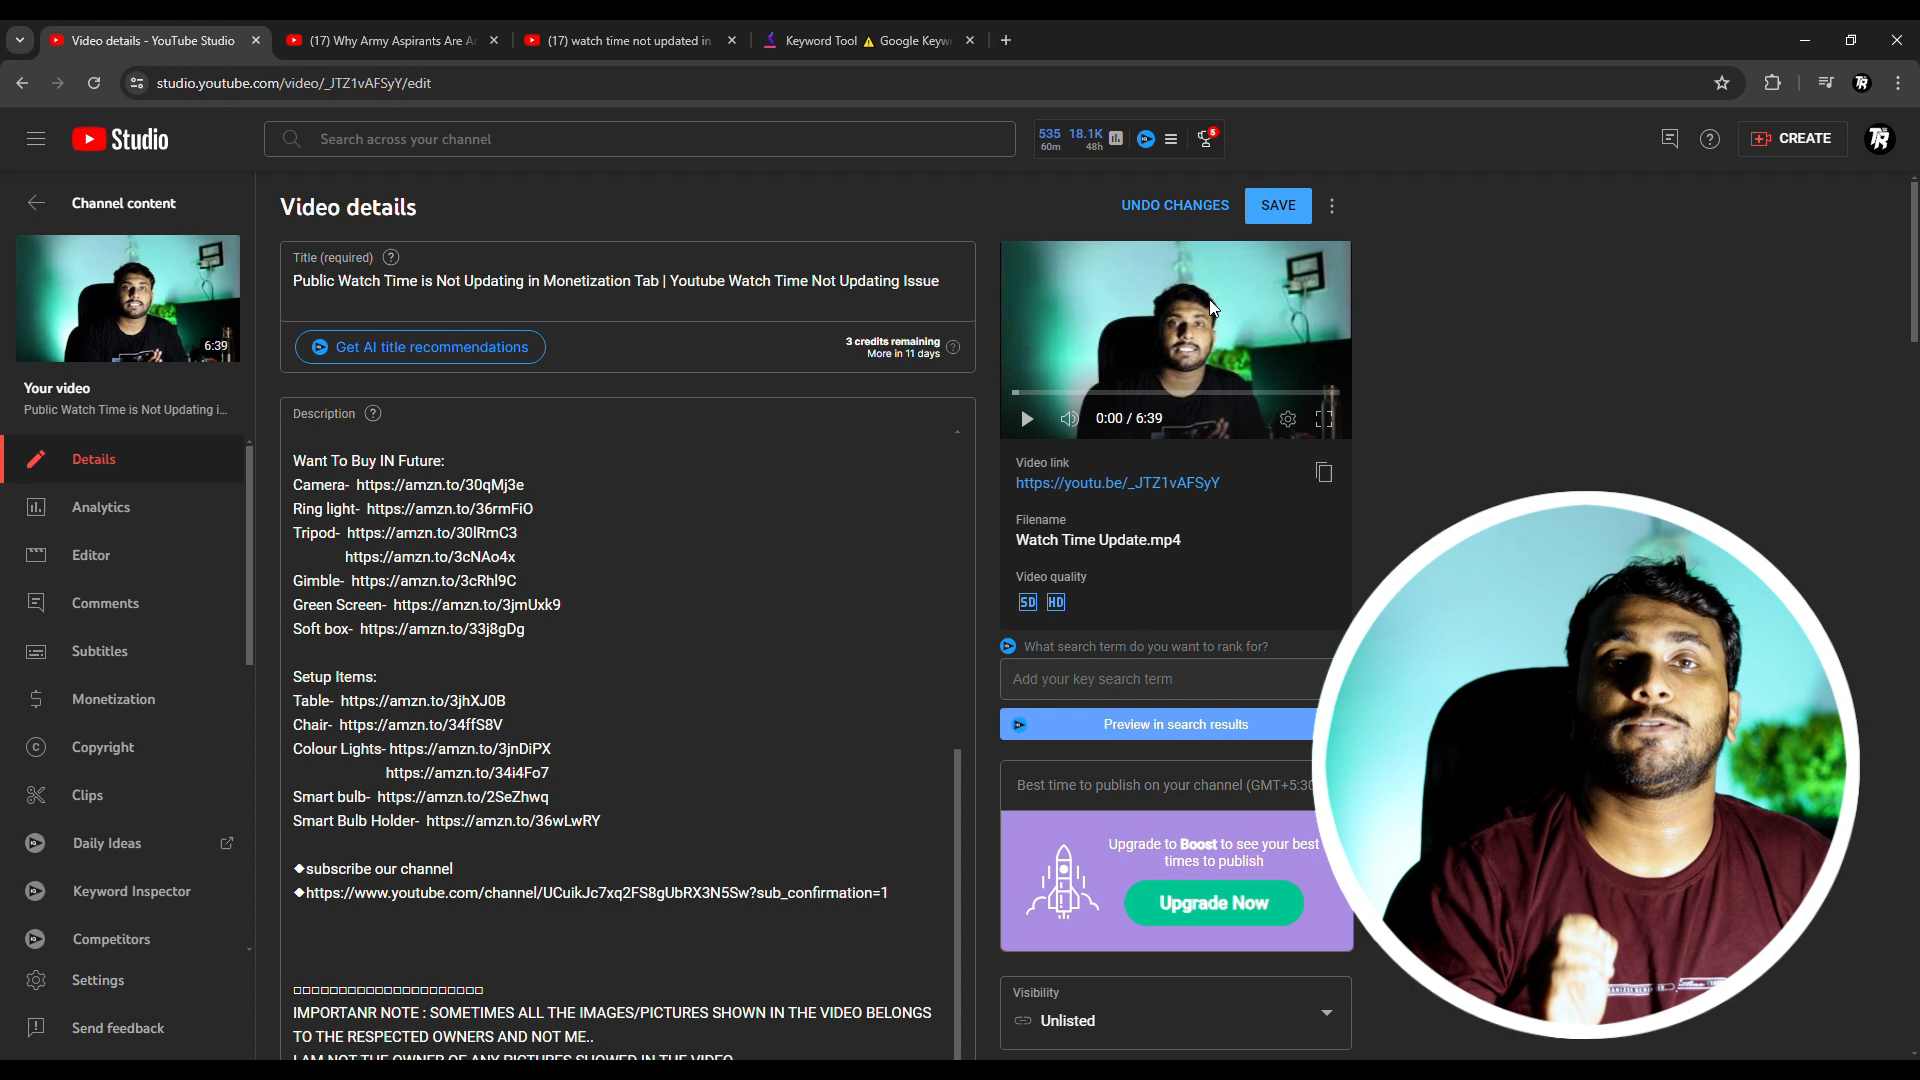 Video details - YouTube Studio
(17) Why Army Aspirants Are A
(17) watch time not updated in
Keyword Tool ⚠ Google Keyw
studio.youtube.com/video/_JTZ1vAFSyY/edit
TR
Studio
Search across your channel
535
60m
18.1K
48h
5
CREATE
TR
Channel content
6:39
Your video
Public Watch Time is Not Updating i...
Details
Analytics
Editor
Comments
Subtitles
Monetization
Copyright
Clips
Daily Ideas
Keyword Inspector
Competitors
Settings
Send feedback
Video details
UNDO CHANGES
SAVE
Title (required)
Public Watch Time is Not Updating in Monetization Tab | Youtube Watch Time Not Updating Issue
Get AI title recommendations
3 credits remaining
More in 11 days
Description
Want To Buy IN Future:
Camera- https://amzn.to/30qMj3e
Ring light- https://amzn.to/36rmFiO
Tripod- https://amzn.to/30lRmC3
https://amzn.to/3cNAo4x
Gimble- https://amzn.to/3cRhl9C
Green Screen- https://amzn.to/3jmUxk9
Soft box- https://amzn.to/33j8gDg
Setup Items:
Table- https://amzn.to/3jhXJ0B
Chair- https://amzn.to/34ffS8V
Colour Lights- https://amzn.to/3jnDiPX
https://amzn.to/34i4Fo7
Smart bulb- https://amzn.to/2SeZhwq
Smart Bulb Holder- https://amzn.to/36wLwRY
◆subscribe our channel
◆https://www.youtube.com/channel/UCuikJc7xq2FS8gUbRX3N5Sw?sub_confirmation=1
IMPORTANR NOTE : SOMETIMES ALL THE IMAGES/PICTURES SHOWN IN THE VIDEO BELONGS
TO THE RESPECTED OWNERS AND NOT ME..
I AM NOT THE OWNER OF ANY PICTURES SHOWED IN THE VIDEO
0:00 / 6:39
Video link
https://youtu.be/_JTZ1vAFSyY
Filename
Watch Time Update.mp4
Video quality
SD HD
What search term do you want to rank for?
Add your key search term
Preview in search results
Best time to publish on your channel (GMT+5:30
Upgrade to Boost to see your best
times to publish
Upgrade Now
Visibility
Unlisted